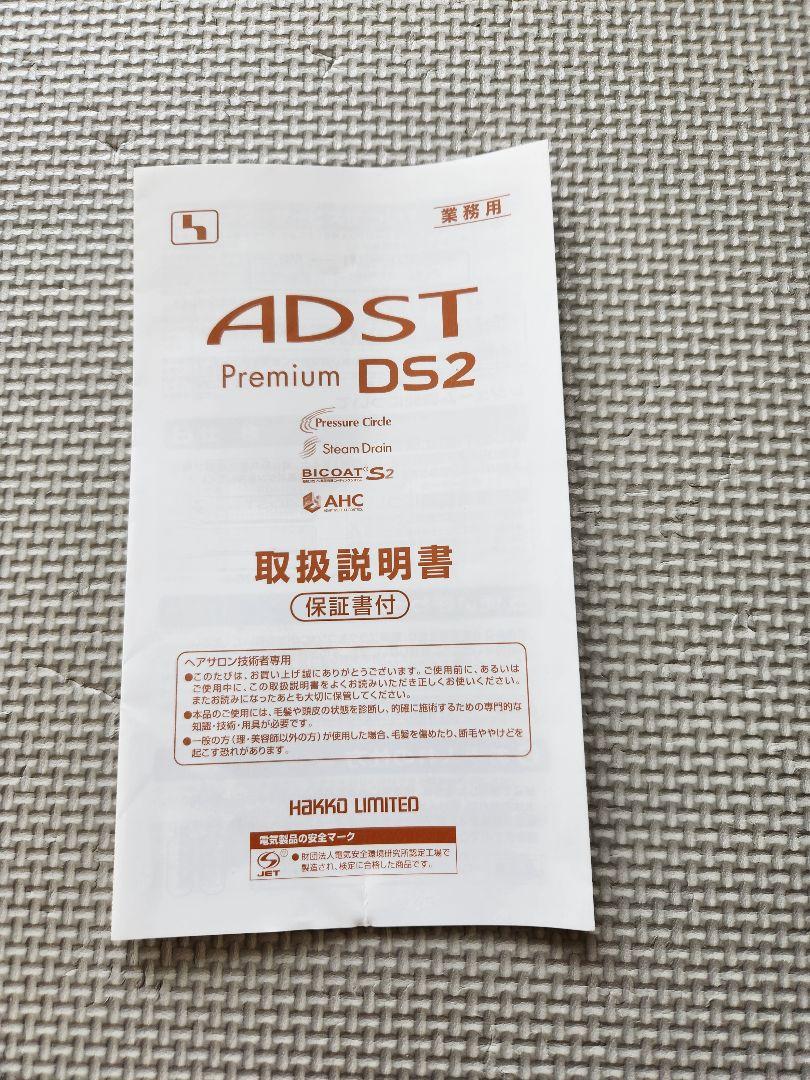 業務用
ADST
Premium DS2
Pressure Circle
Steam Drain
BICOAT S2
AHC
取扱説明書
保証書付
ヘアサロン技術者専用
●このたびは、お買い上げ誠にありがとうございます。ご使用前に、あるいは
ご使用中に、この取扱説明書をよくお読みいただき正しくお使いください。
またお読みになったあとも大切に保管してください。
●本品のご使用には、毛髪や頭皮の状態を診断し、的確に施術するための専門的な
知識・技術・用具が必要です。
●一般の方(理・美容師以外の方)が使用した場合、毛髪を傷めたり、断毛ややけどを
起こす恐れがあります。
HAKKO LIMITED
電気製品の安全マーク
JET
●財団法人電気安全環境研究所認定工場で
製造され、検定に合格した商品です。